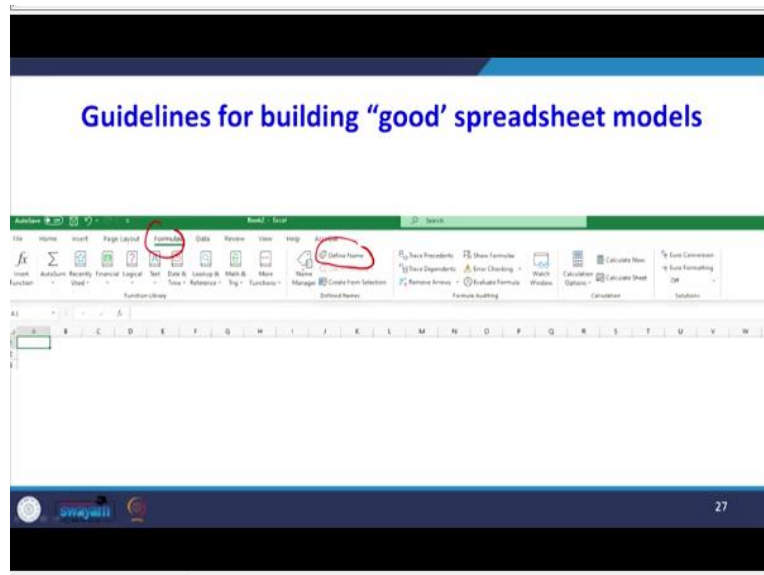 Guidelines for building “good’ spreadsheet models
AutoSave Book2 - Excel Search
File Home Insert Page Layout Formulas Data Review View Help
Define Name Trace Precedents Show Formulas Calculate Now Euro Conversion
Trace Dependents Error Checking Euro Formatting
Insert Function AutoSum Recently Used Financial Logical Text Date & Time Lookup & Reference Math & Trig More Functions Name Manager Create from Selection Remove Arrows Evaluate Formula Watch Window Calculation Options Calculate Sheet Off
Function Library Defined Names Formula Auditing Calculation Solutions
A1 fx
A B C D E F G H I J K L M N O P Q R S T U V W
swayam 27